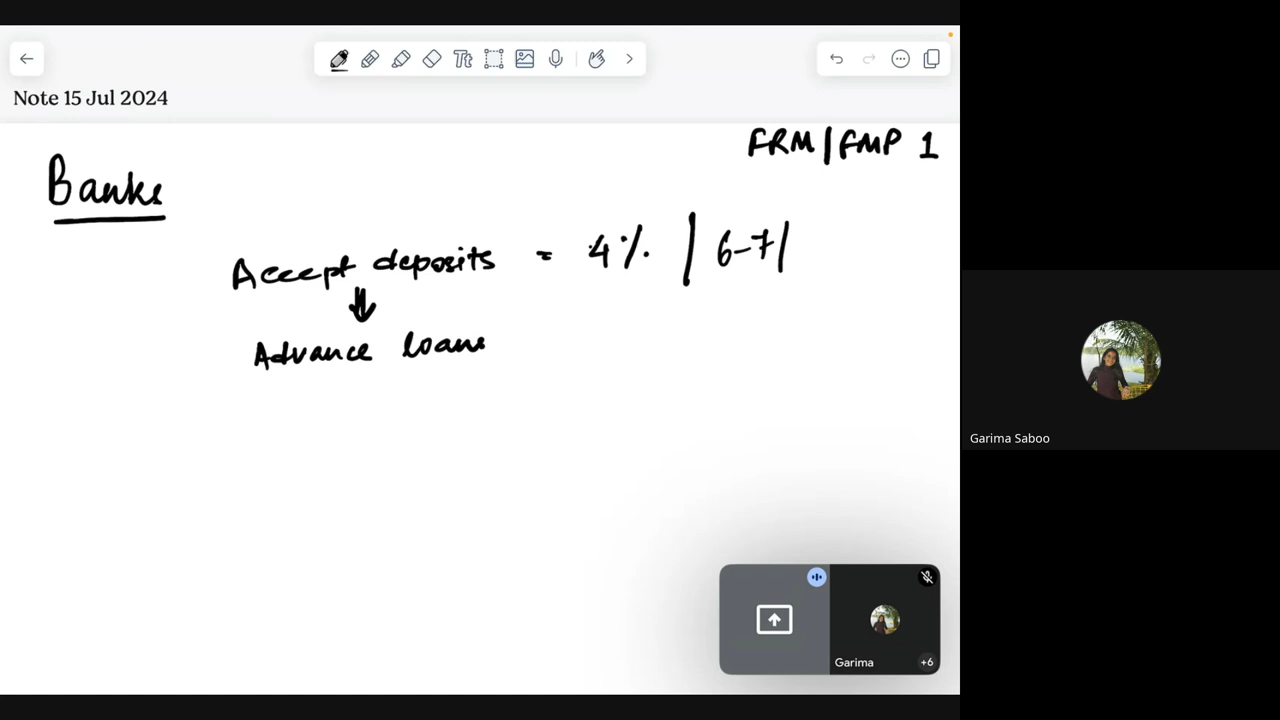 Note 15 Jul 2024
FRM/FMP 1
Banks
Accept deposits = 4% | 6-7/
Advance loans
Tt
Garima Saboo
Garima
+6